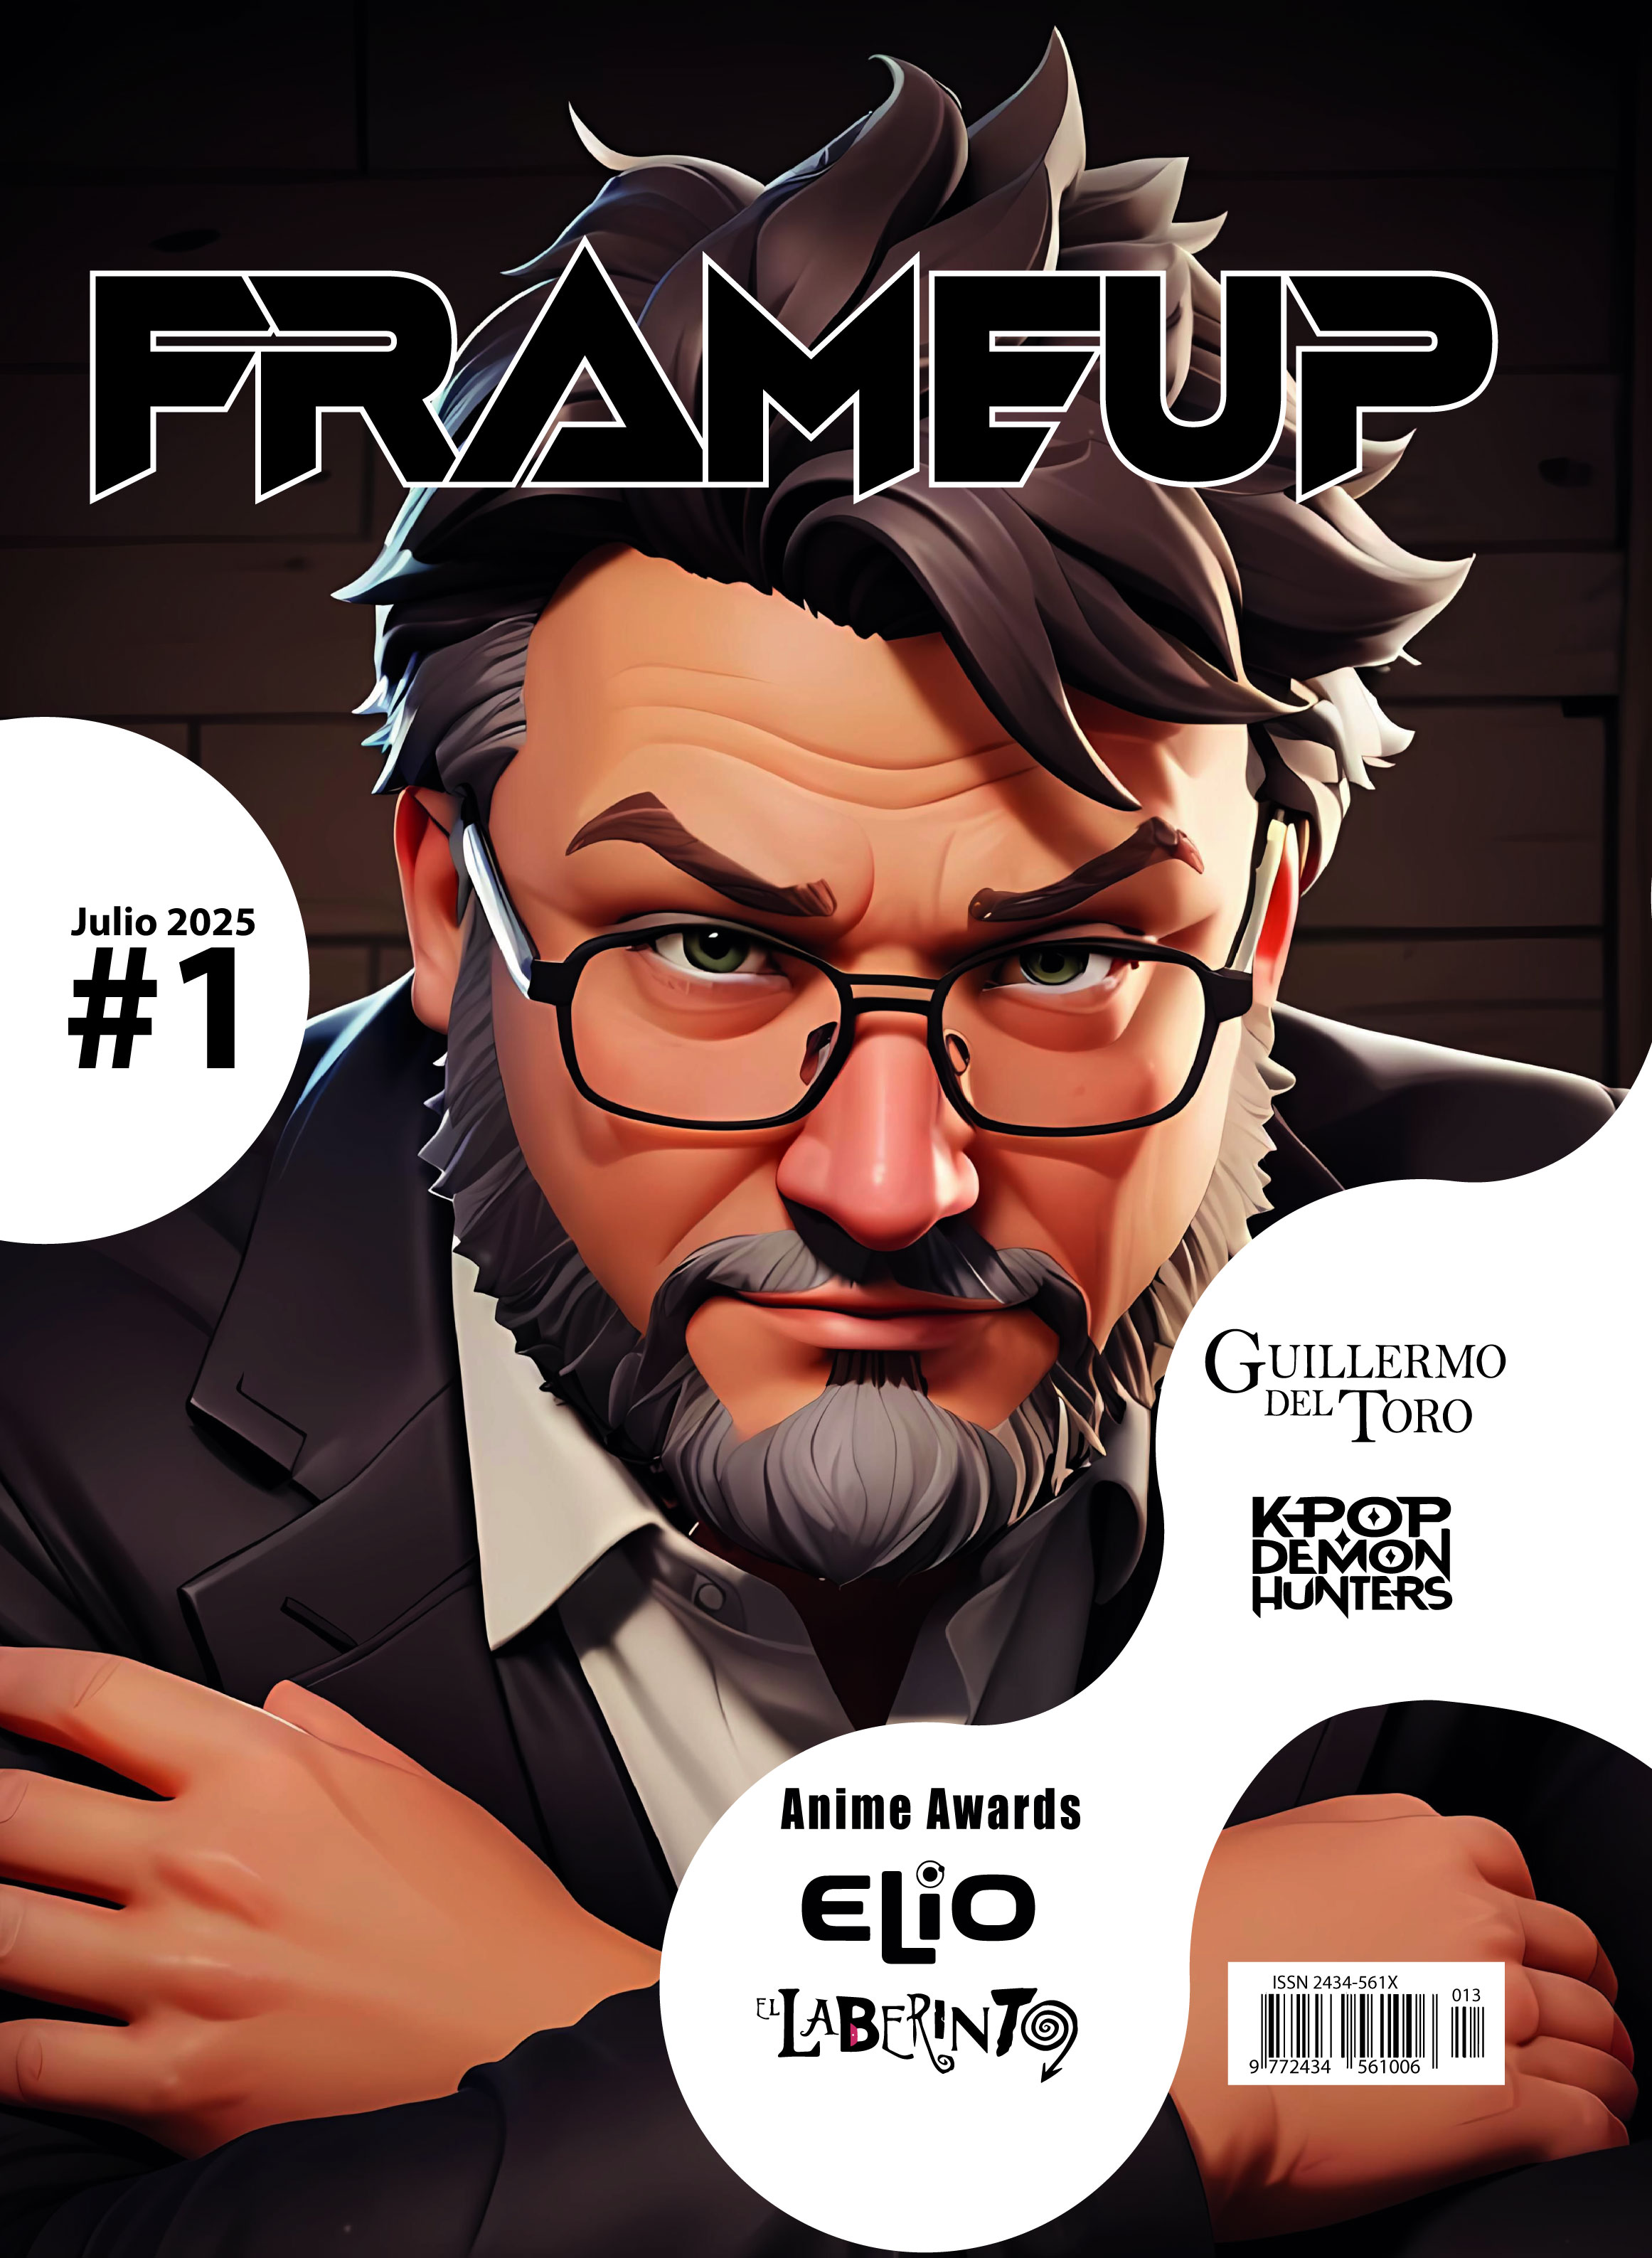 FRAMEUP
Julio 2025
#1
GUILLERMO
DEL TORO
K-POP
DEMON
HUNTERS
Anime Awards
ELiO
EL LABERINTO
ISSN 2434-561X
013
9 772434 561006